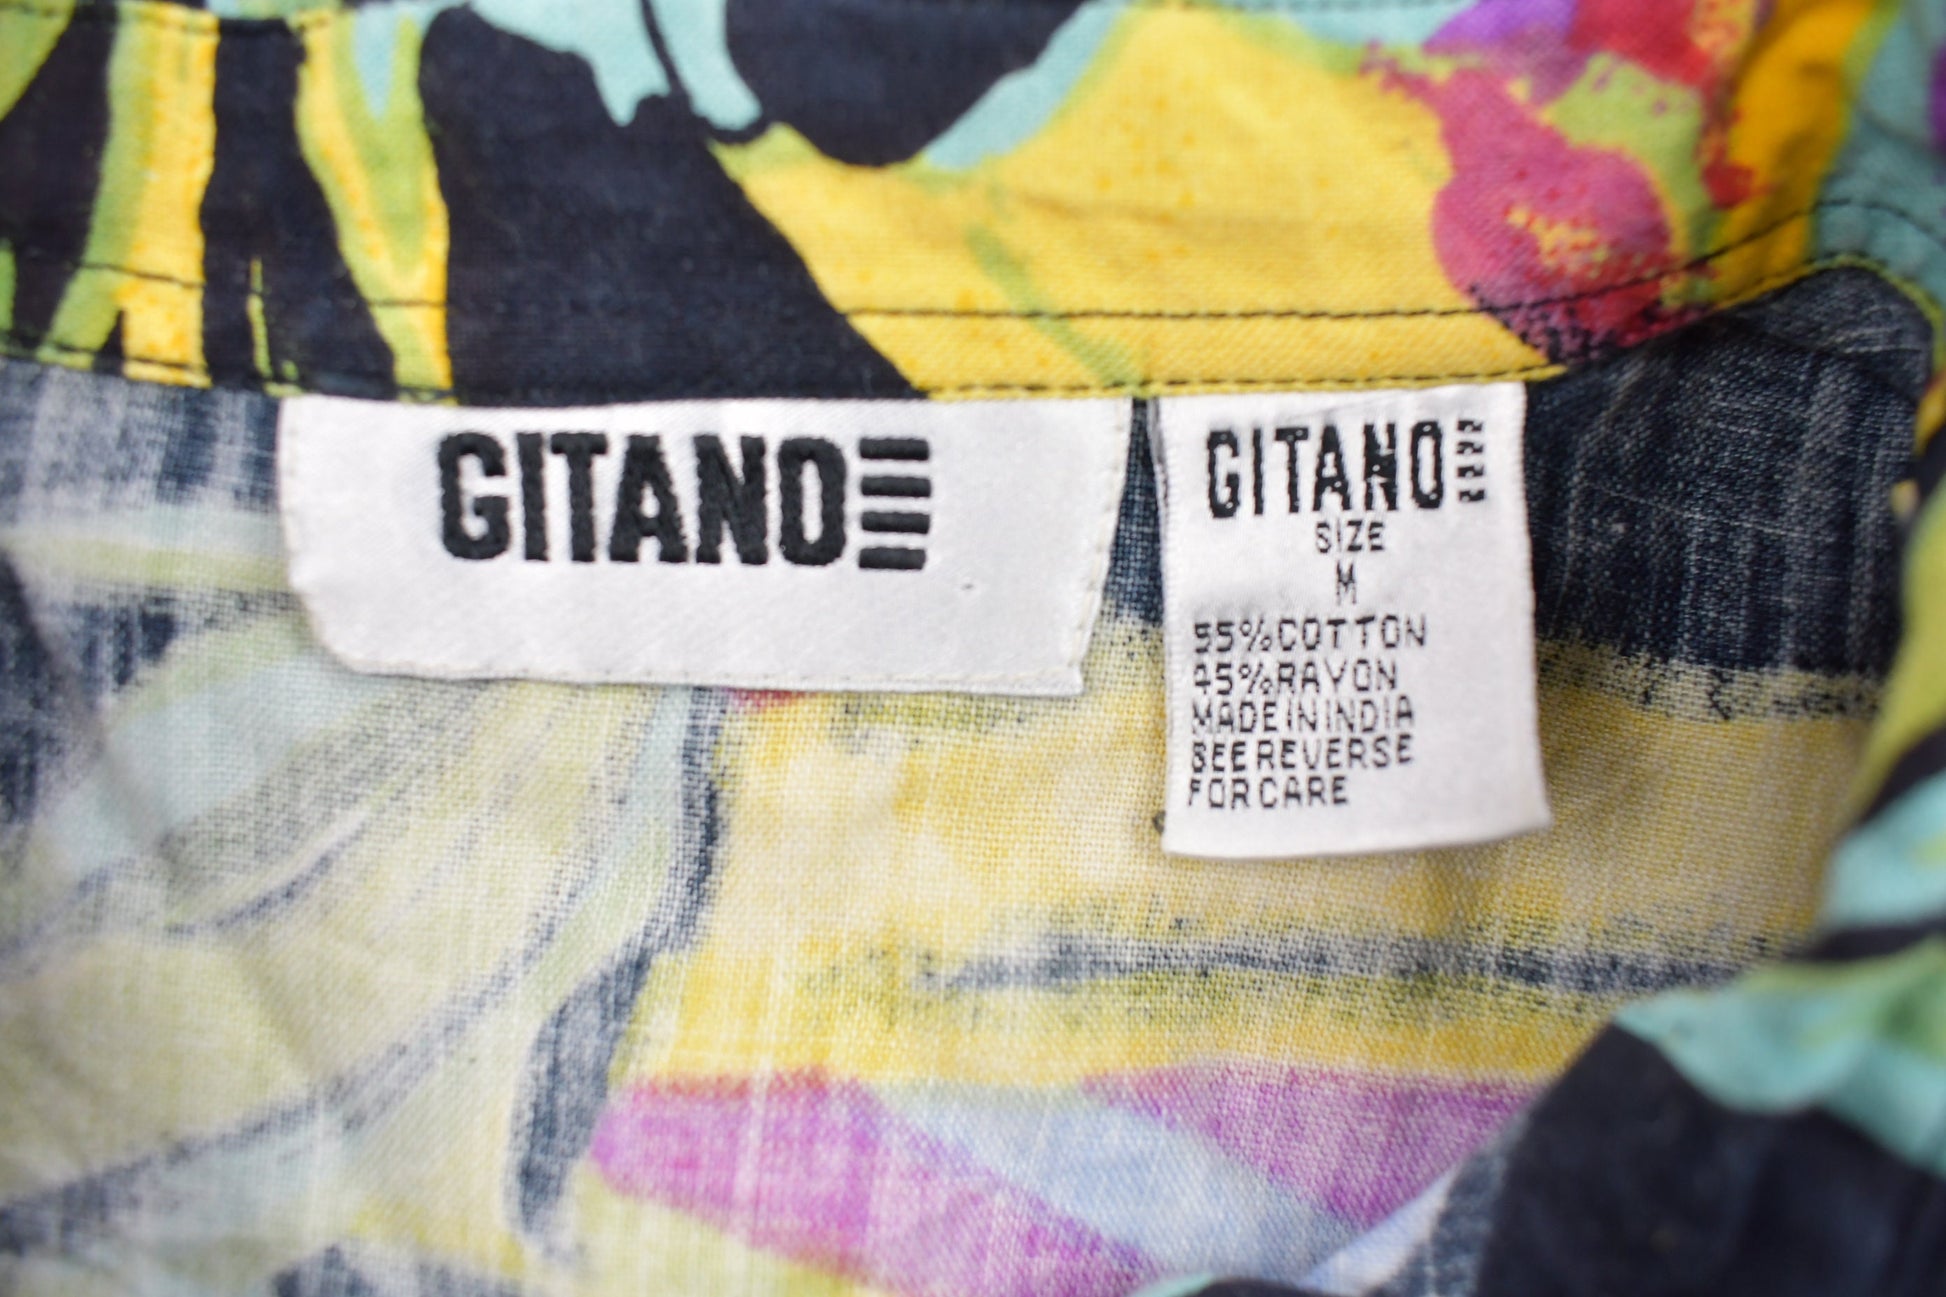 GITANO
GITANO
SIZE
M
55%COTTON
45%RAYON
MADE IN INDIA
SEE REVERSE
FOR CARE